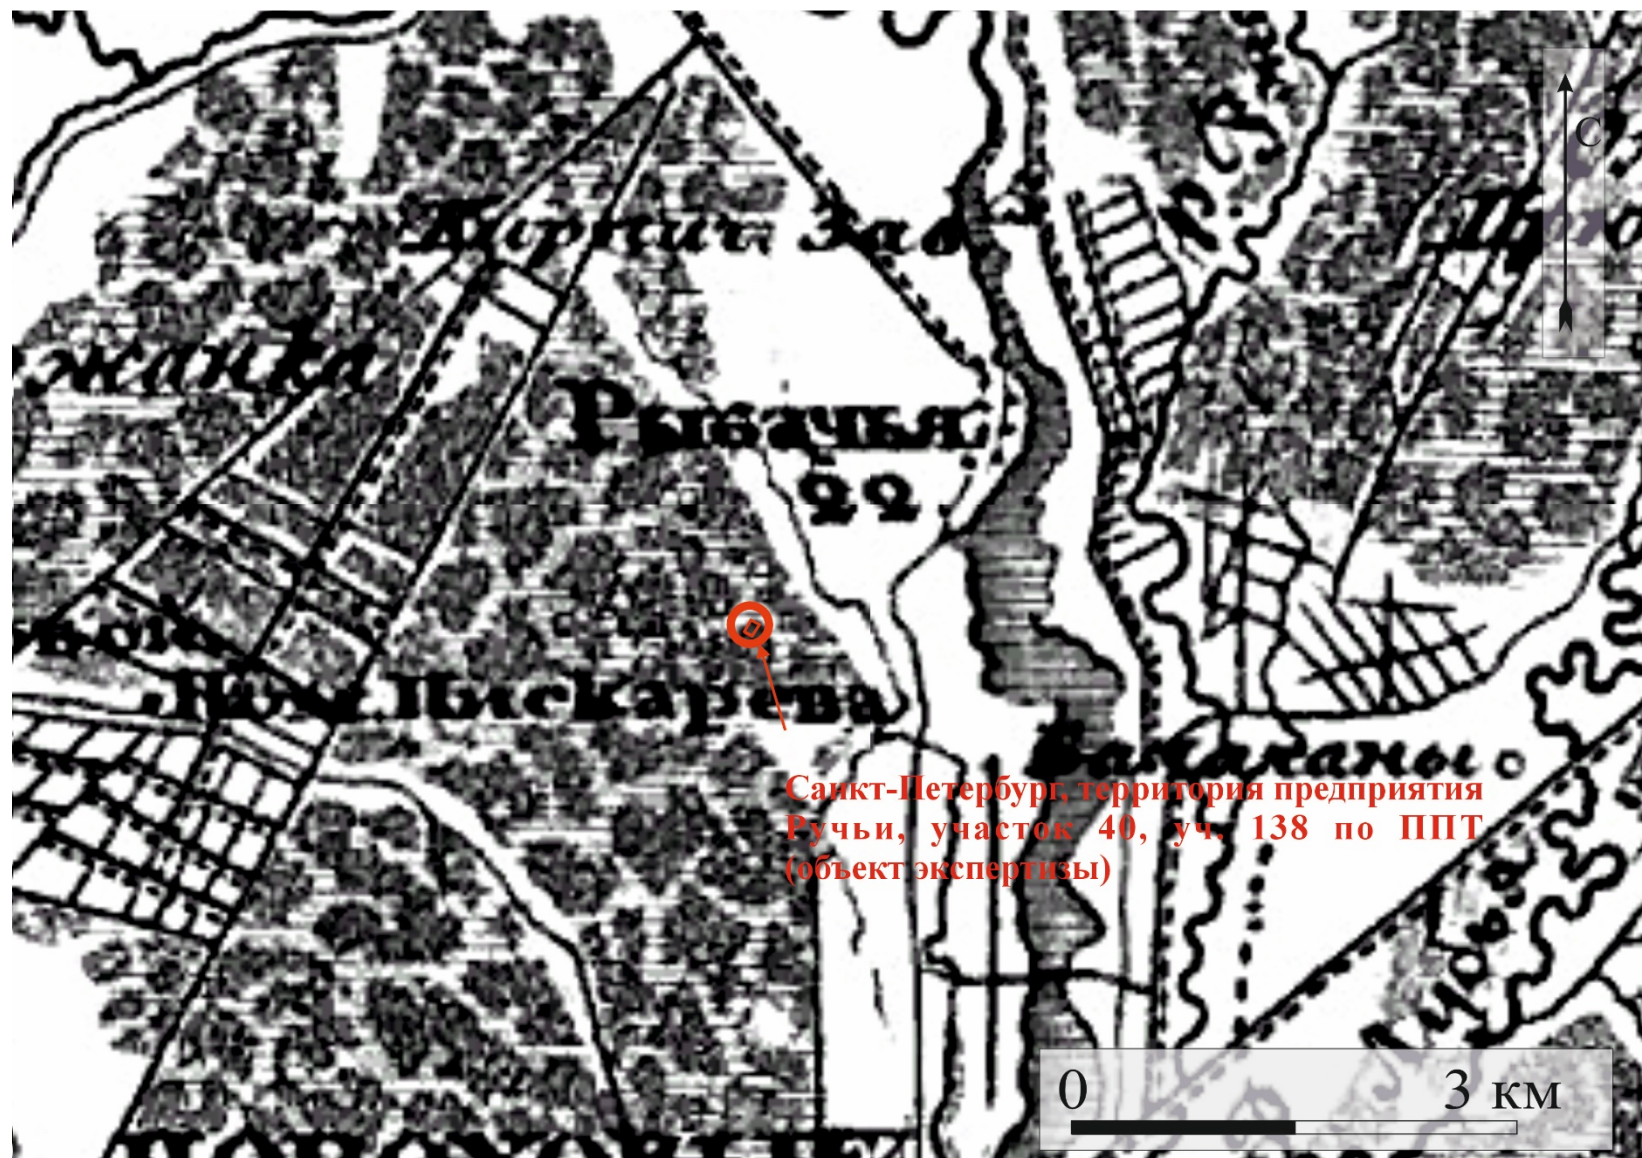 С
Кирпич. Зав.
жанка
Рыбачья
22
Пискарева
Санкт-Петербург, территория предприятия
Ручьи, участок 40, уч. 138 по ППТ
(объект экспертизы)
0 3 км